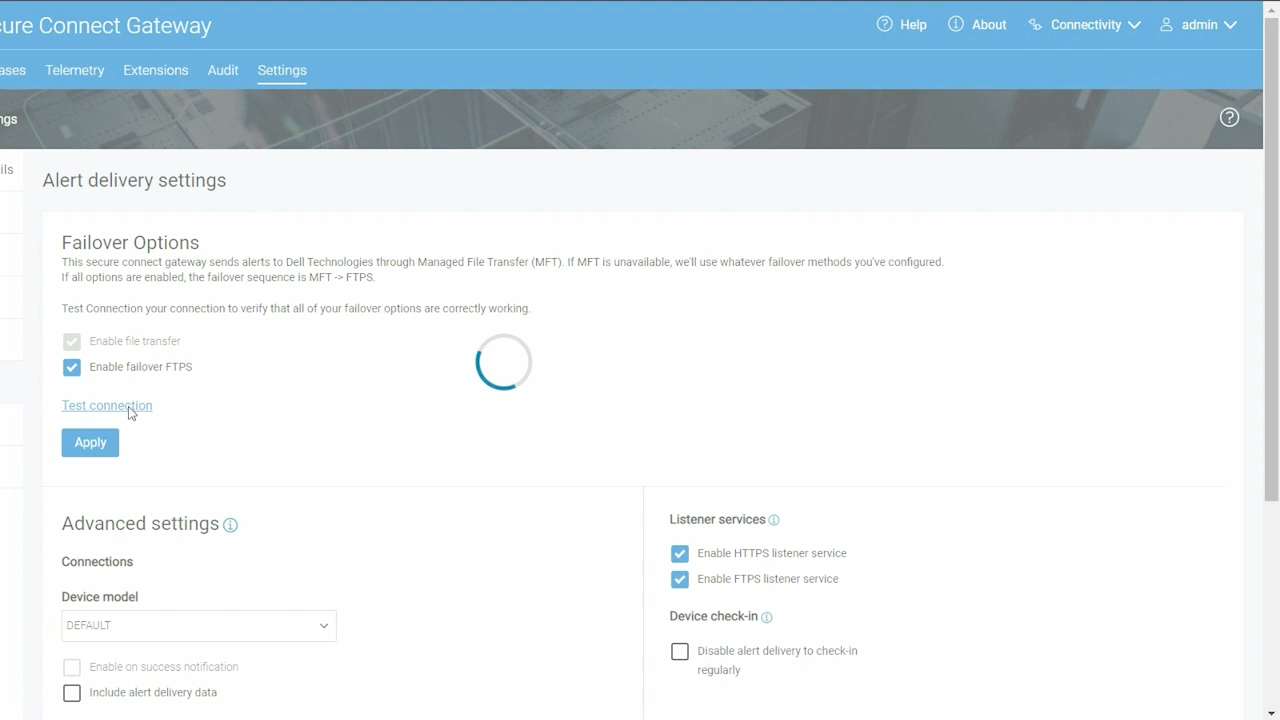 cure Connect Gateway
Help About Connectivity admin
ases Telemetry Extensions Audit Settings
ngs
ils
Alert delivery settings
Failover Options
This secure connect gateway sends alerts to Dell Technologies through Managed File Transfer (MFT). If MFT is unavailable, we'll use whatever failover methods you've configured.
If all options are enabled, the failover sequence is MFT -> FTPS.
Test Connection your connection to verify that all of your failover options are correctly working.
Enable file transfer
Enable failover FTPS
Test connection
Apply
Advanced settings
Connections
Device model
DEFAULT
Enable on success notification
Include alert delivery data
Listener services
Enable HTTPS listener service
Enable FTPS listener service
Device check-in
Disable alert delivery to check-in
regularly